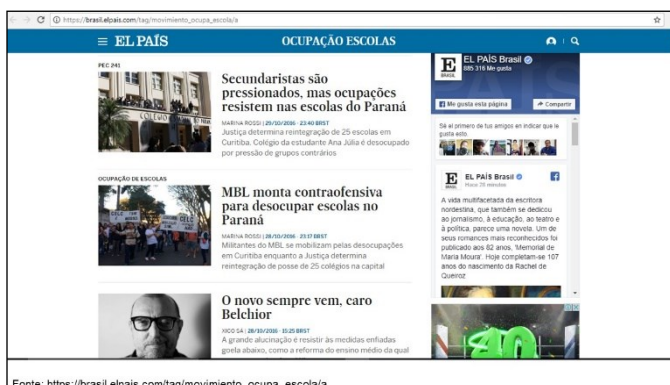 https://brasil.elpais.com/tag/movimiento_ocupa_escola/a
EL PAÍS
OCUPAÇÃO ESCOLAS
PEC 241
Secundaristas são
pressionados, mas ocupações
resistem nas escolas do Paraná
MARINA ROSSI | 29/10/2016 - 23:40 BRST
Justiça determina reintegração de 25 escolas em
Curitiba. Colégio da estudante Ana Júlia é desocupado
por pressão de grupos contrários
OCUPAÇÃO DE ESCOLAS
MBL monta contraofensiva
para desocupar escolas no
Paraná
MARINA ROSSI | 28/10/2016 - 23:17 BRST
Militantes do MBL se mobilizam pelas desocupações
em Curitiba enquanto a Justiça determina
reintegração de posse de 25 colégios na capital
O novo sempre vem, caro
Belchior
XICO SÁ | 28/10/2016 - 15:25 BRST
A grande alucinação é resistir às medidas enfiadas
goela abaixo, como a reforma do ensino médio da qual
EL PAÍS Brasil
885 316 Me gusta
Me gusta esta página
Compartir
Sé el primero de tus amigos en indicar que le
gusta esto
EL PAÍS Brasil
A vida multifacetada da escritora
nordestina, que também se dedicou
ao jornalismo, à educação, ao teatro e
à política, parece uma novela. Um de
seus romances mais reconhecidos foi
publicado aos 82 anos, 'Memorial de
Maria Moura'. Hoje completam-se 107
anos do nascimento da Rachel de
Queiroz
40
Fonte: https://brasil.elpais.com/tag/movimiento_ocupa_escola/a